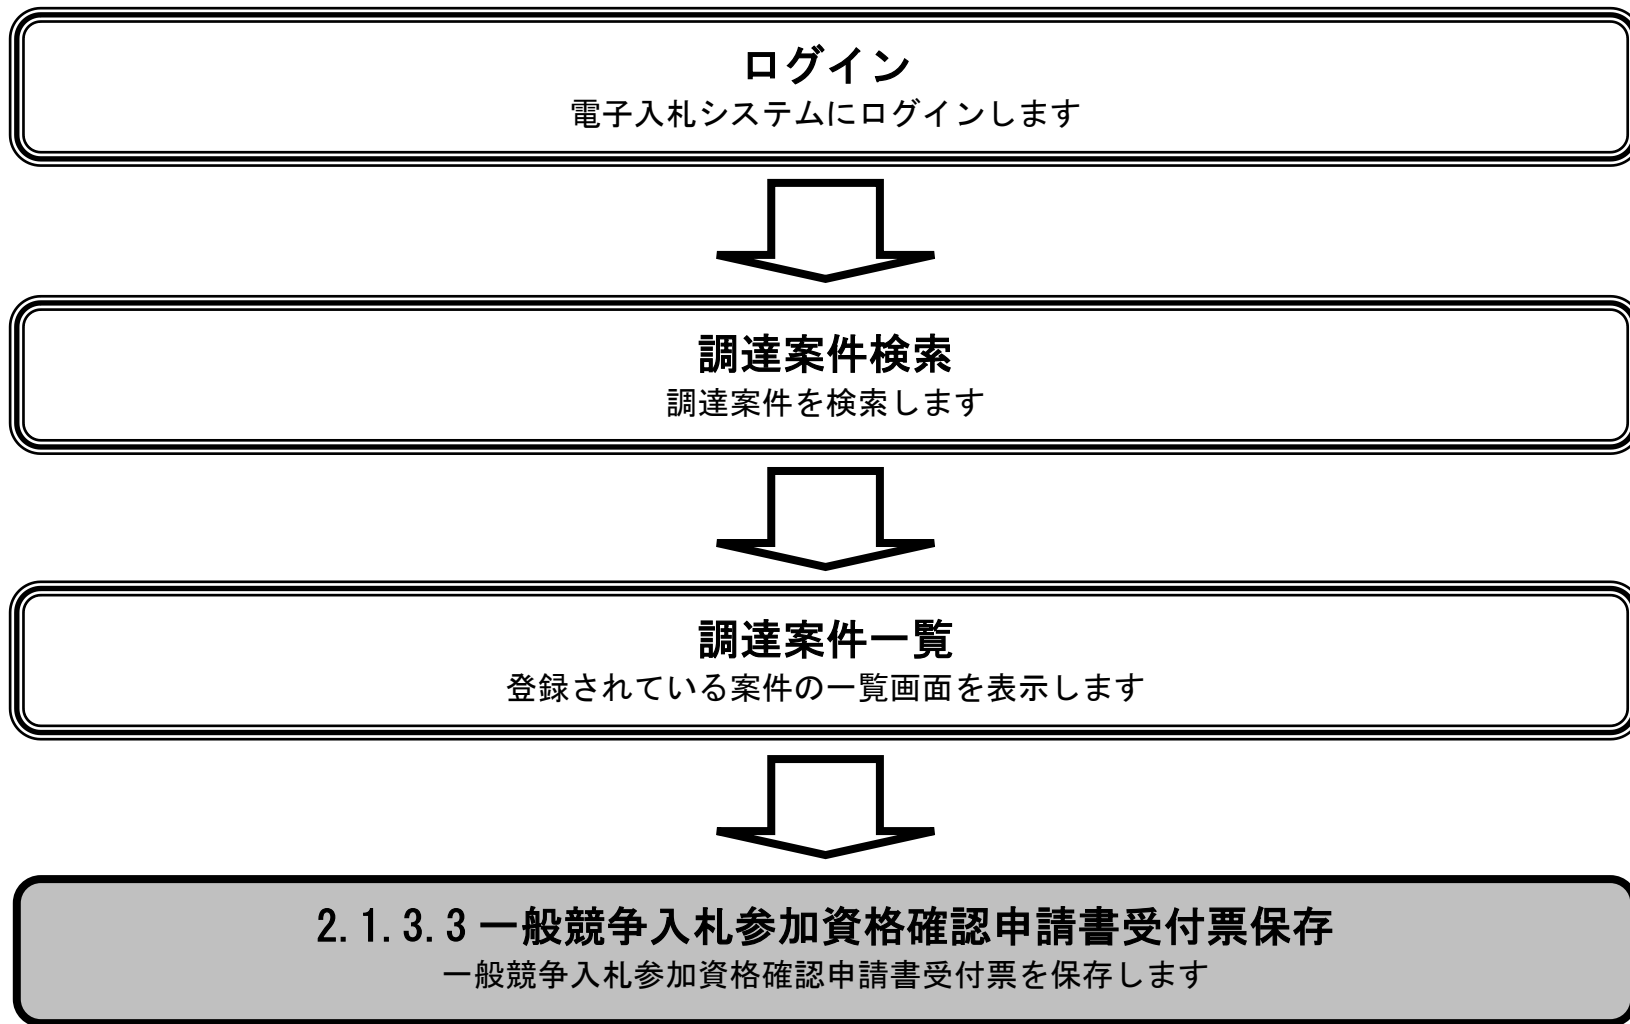 ログイン
電子入札システムにログインします
調達案件検索
調達案件を検索します
調達案件一覧
登録されている案件の一覧画面を表示します
2.1.3.3 一般競争入札参加資格確認申請書受付票保存
一般競争入札参加資格確認申請書受付票を保存します